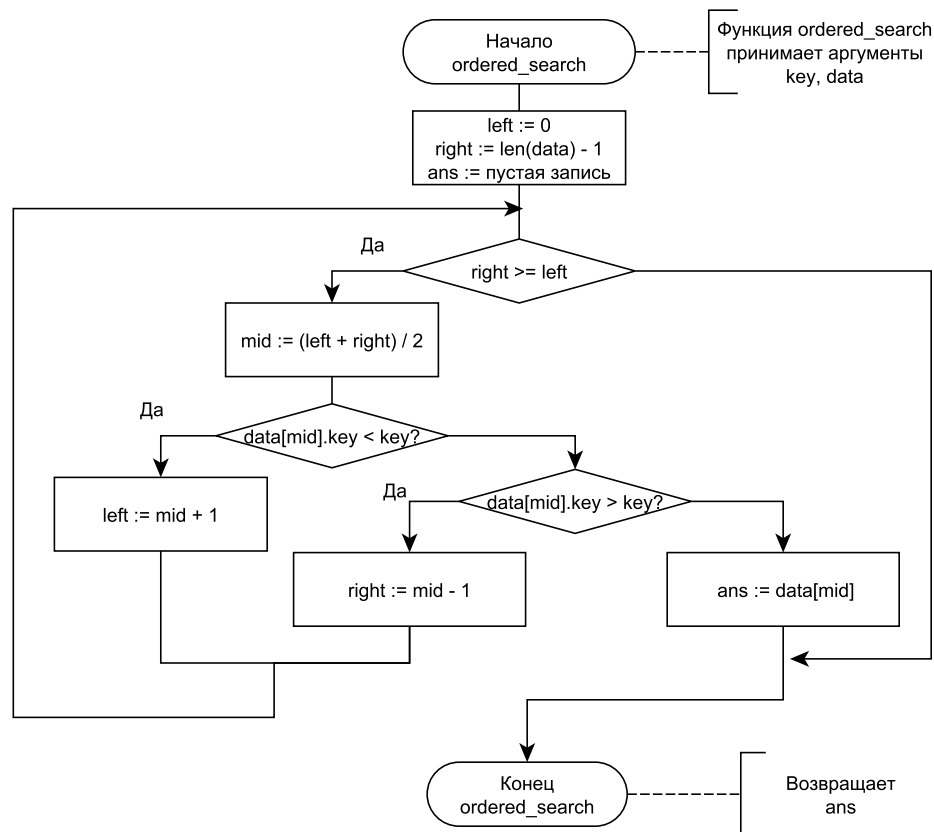 Начало
ordered_search
Функция ordered_search
принимает аргументы
key, data
left := 0
right := len(data) - 1
ans := пустая запись
Да
right >= left
mid := (left + right) / 2
Да
data[mid].key < key?
Да
data[mid].key > key?
left := mid + 1
right := mid - 1
ans := data[mid]
Конец
ordered_search
Возвращает
ans